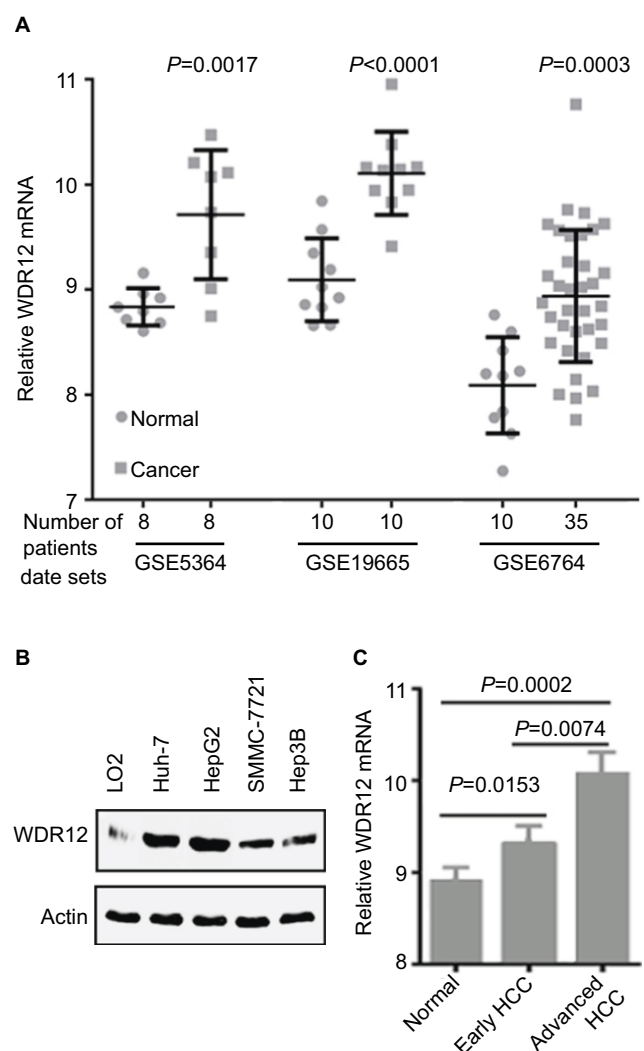 A
P=0.0017 P<0.0001 P=0.0003
11
10
9
8
7
Relative WDR12 mRNA
Normal
Cancer
Number of patients date sets
8 8 10 10 10 35
GSE5364 GSE19665 GSE6764
B
LO2 Huh-7 HepG2 SMMC-7721 Hep3B
WDR12
Actin
C
P=0.0002
P=0.0074
P=0.0153
11
10
9
8
Relative WDR12 mRNA
Normal Early HCC Advanced HCC